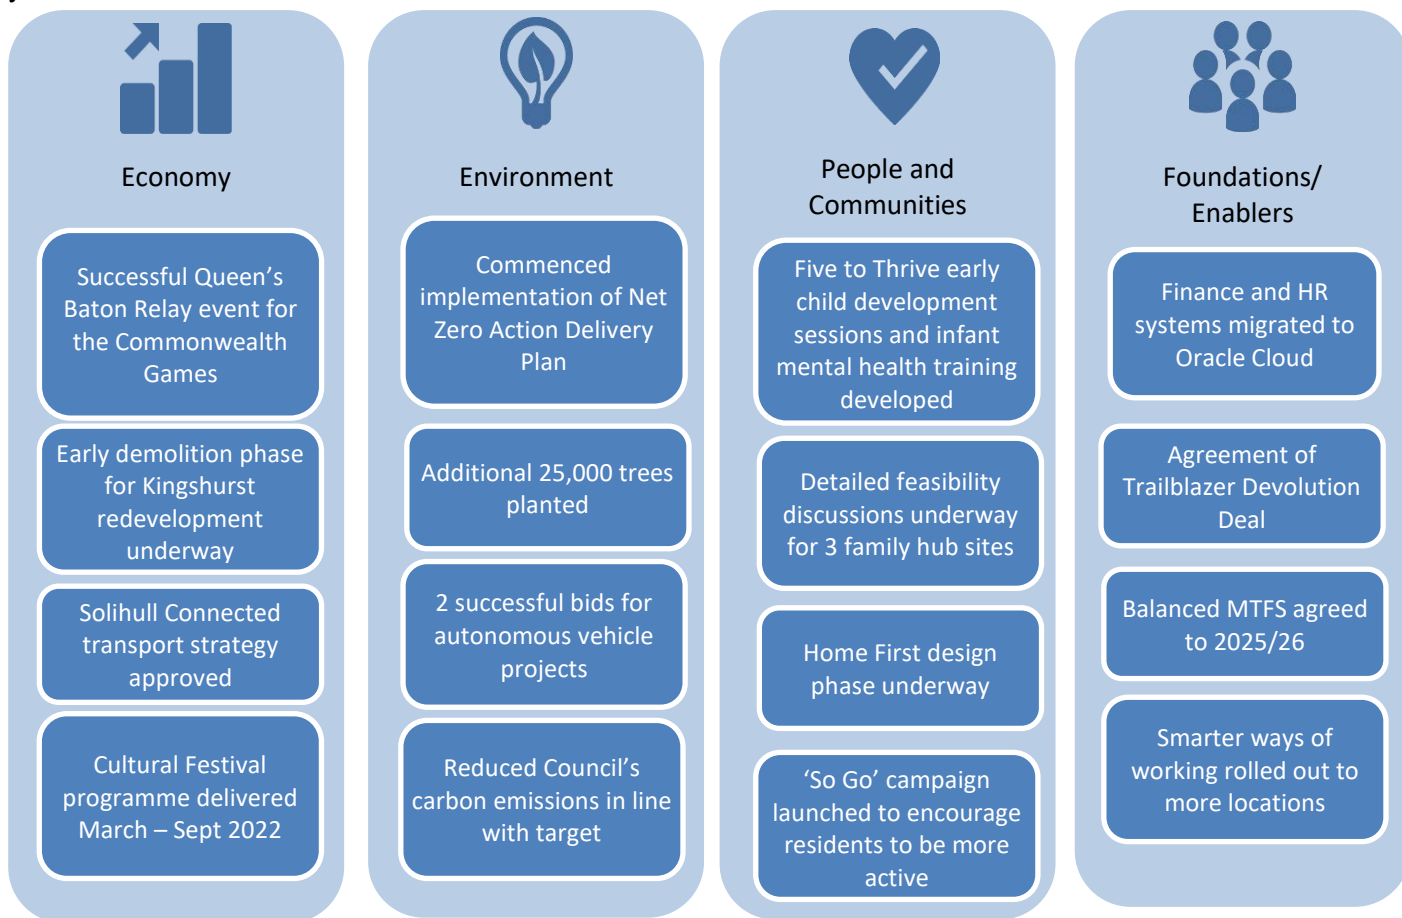 Economy
Successful Queen’s
Baton Relay event for
the Commonwealth
Games
Early demolition phase
for Kingshurst
redevelopment
underway
Solihull Connected
transport strategy
approved
Cultural Festival
programme delivered
March – Sept 2022
Environment
Commenced
implementation of Net
Zero Action Delivery
Plan
Additional 25,000 trees
planted
2 successful bids for
autonomous vehicle
projects
Reduced Council’s
carbon emissions in line
with target
People and
Communities
Five to Thrive early
child development
sessions and infant
mental health training
developed
Detailed feasibility
discussions underway
for 3 family hub sites
Home First design
phase underway
‘So Go’ campaign
launched to encourage
residents to be more
active
Foundations/
Enablers
Finance and HR
systems migrated to
Oracle Cloud
Agreement of
Trailblazer Devolution
Deal
Balanced MTFS agreed
to 2025/26
Smarter ways of
working rolled out to
more locations